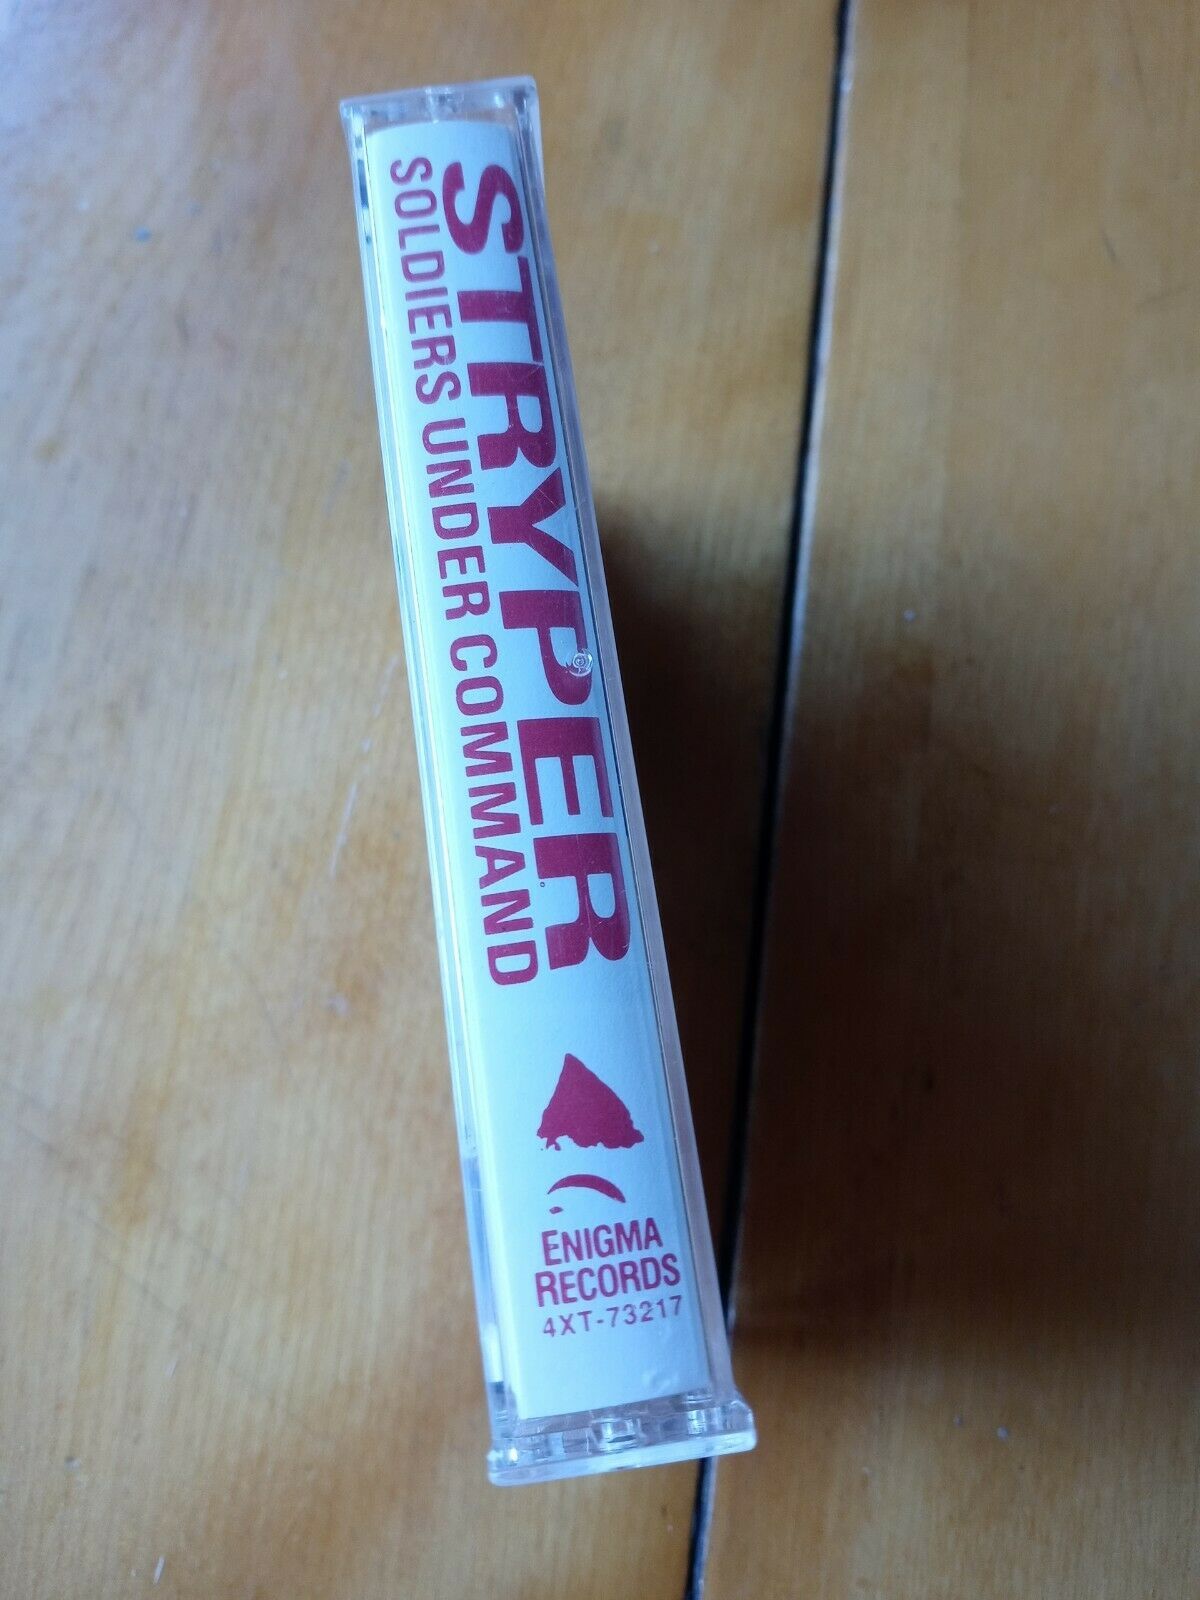 STRYPER
SOLDIERS UNDER COMMAND
ENIGMA
RECORDS
4XT-73217